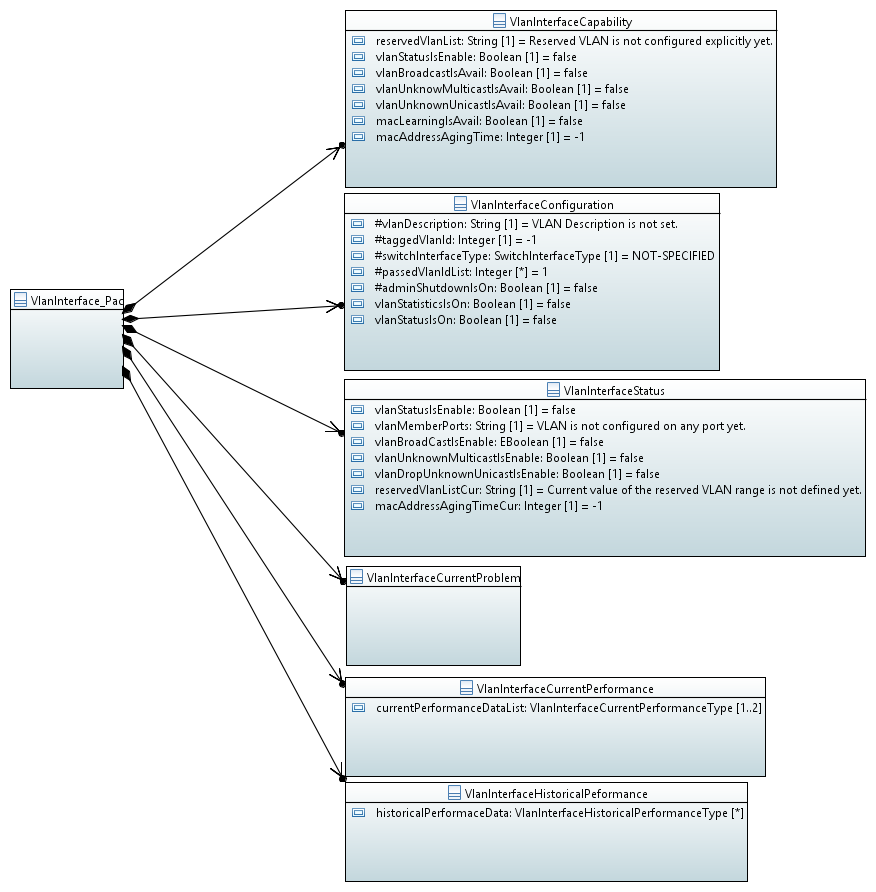 VlanInterfaceCapability
reservedVlanList: String [1] = Reserved VLAN is not configured explicitly yet.
vlanStatusIsEnable: Boolean [1] = false
vlanBroadcastIsAvail: Boolean [1] = false
vlanUnknowMulticastIsAvail: Boolean [1] = false
vlanUnknownUnicastIsAvail: Boolean [1] = false
macLearningIsAvail: Boolean [1] = false
macAddressAgingTime: Integer [1] = -1
VlanInterfaceConfiguration
#vlanDescription: String [1] = VLAN Description is not set.
#taggedVlanId: Integer [1] = -1
#switchInterfaceType: SwitchInterfaceType [1] = NOT-SPECIFIED
#passedVlanIdList: Integer [*] = 1
#adminShutdownIsOn: Boolean [1] = false
vlanStatisticsIsOn: Boolean [1] = false
vlanStatusIsOn: Boolean [1] = false
VlanInterface_Pac
VlanInterfaceStatus
vlanStatusIsEnable: Boolean [1] = false
vlanMemberPorts: String [1] = VLAN is not configured on any port yet.
vlanBroadCastIsEnable: EBoolean [1] = false
vlanUnknownMulticastIsEnable: Boolean [1] = false
vlanDropUnknownUnicastIsEnable: Boolean [1] = false
reservedVlanListCur: String [1] = Current value of the reserved VLAN range is not defined yet.
macAddressAgingTimeCur: Integer [1] = -1
VlanInterfaceCurrentProblem
VlanInterfaceCurrentPerformance
currentPerformanceDataList: VlanInterfaceCurrentPerformanceType [1..2]
VlanInterfaceHistoricalPeformance
historicalPerformaceData: VlanInterfaceHistoricalPerformanceType [*]